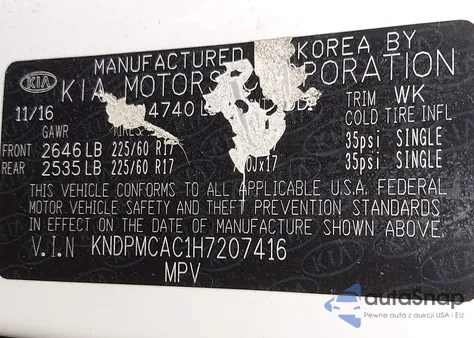 MANUFACTURED KOREA BY
KIA KIA MOTORS PORATION
11/16 4740 TRIM WK
GAWR COLD TIRE INFL
FRONT 2646 LB 225/60 R17 35psi SINGLE
REAR 2535 LB 225/60 R17 0Jx17 35psi SINGLE
THIS VEHICLE CONFORMS TO ALL APPLICABLE U.S.A. FEDERAL
MOTOR VEHICLE SAFETY AND THEFT PREVENTION STANDARDS
IN EFFECT ON THE DATE OF MANUFACTURE SHOWN ABOVE.
V.I.N KNDPMCAC1H7207416
MPV
autoSnap
Pewne auta z aukcji USA i EU